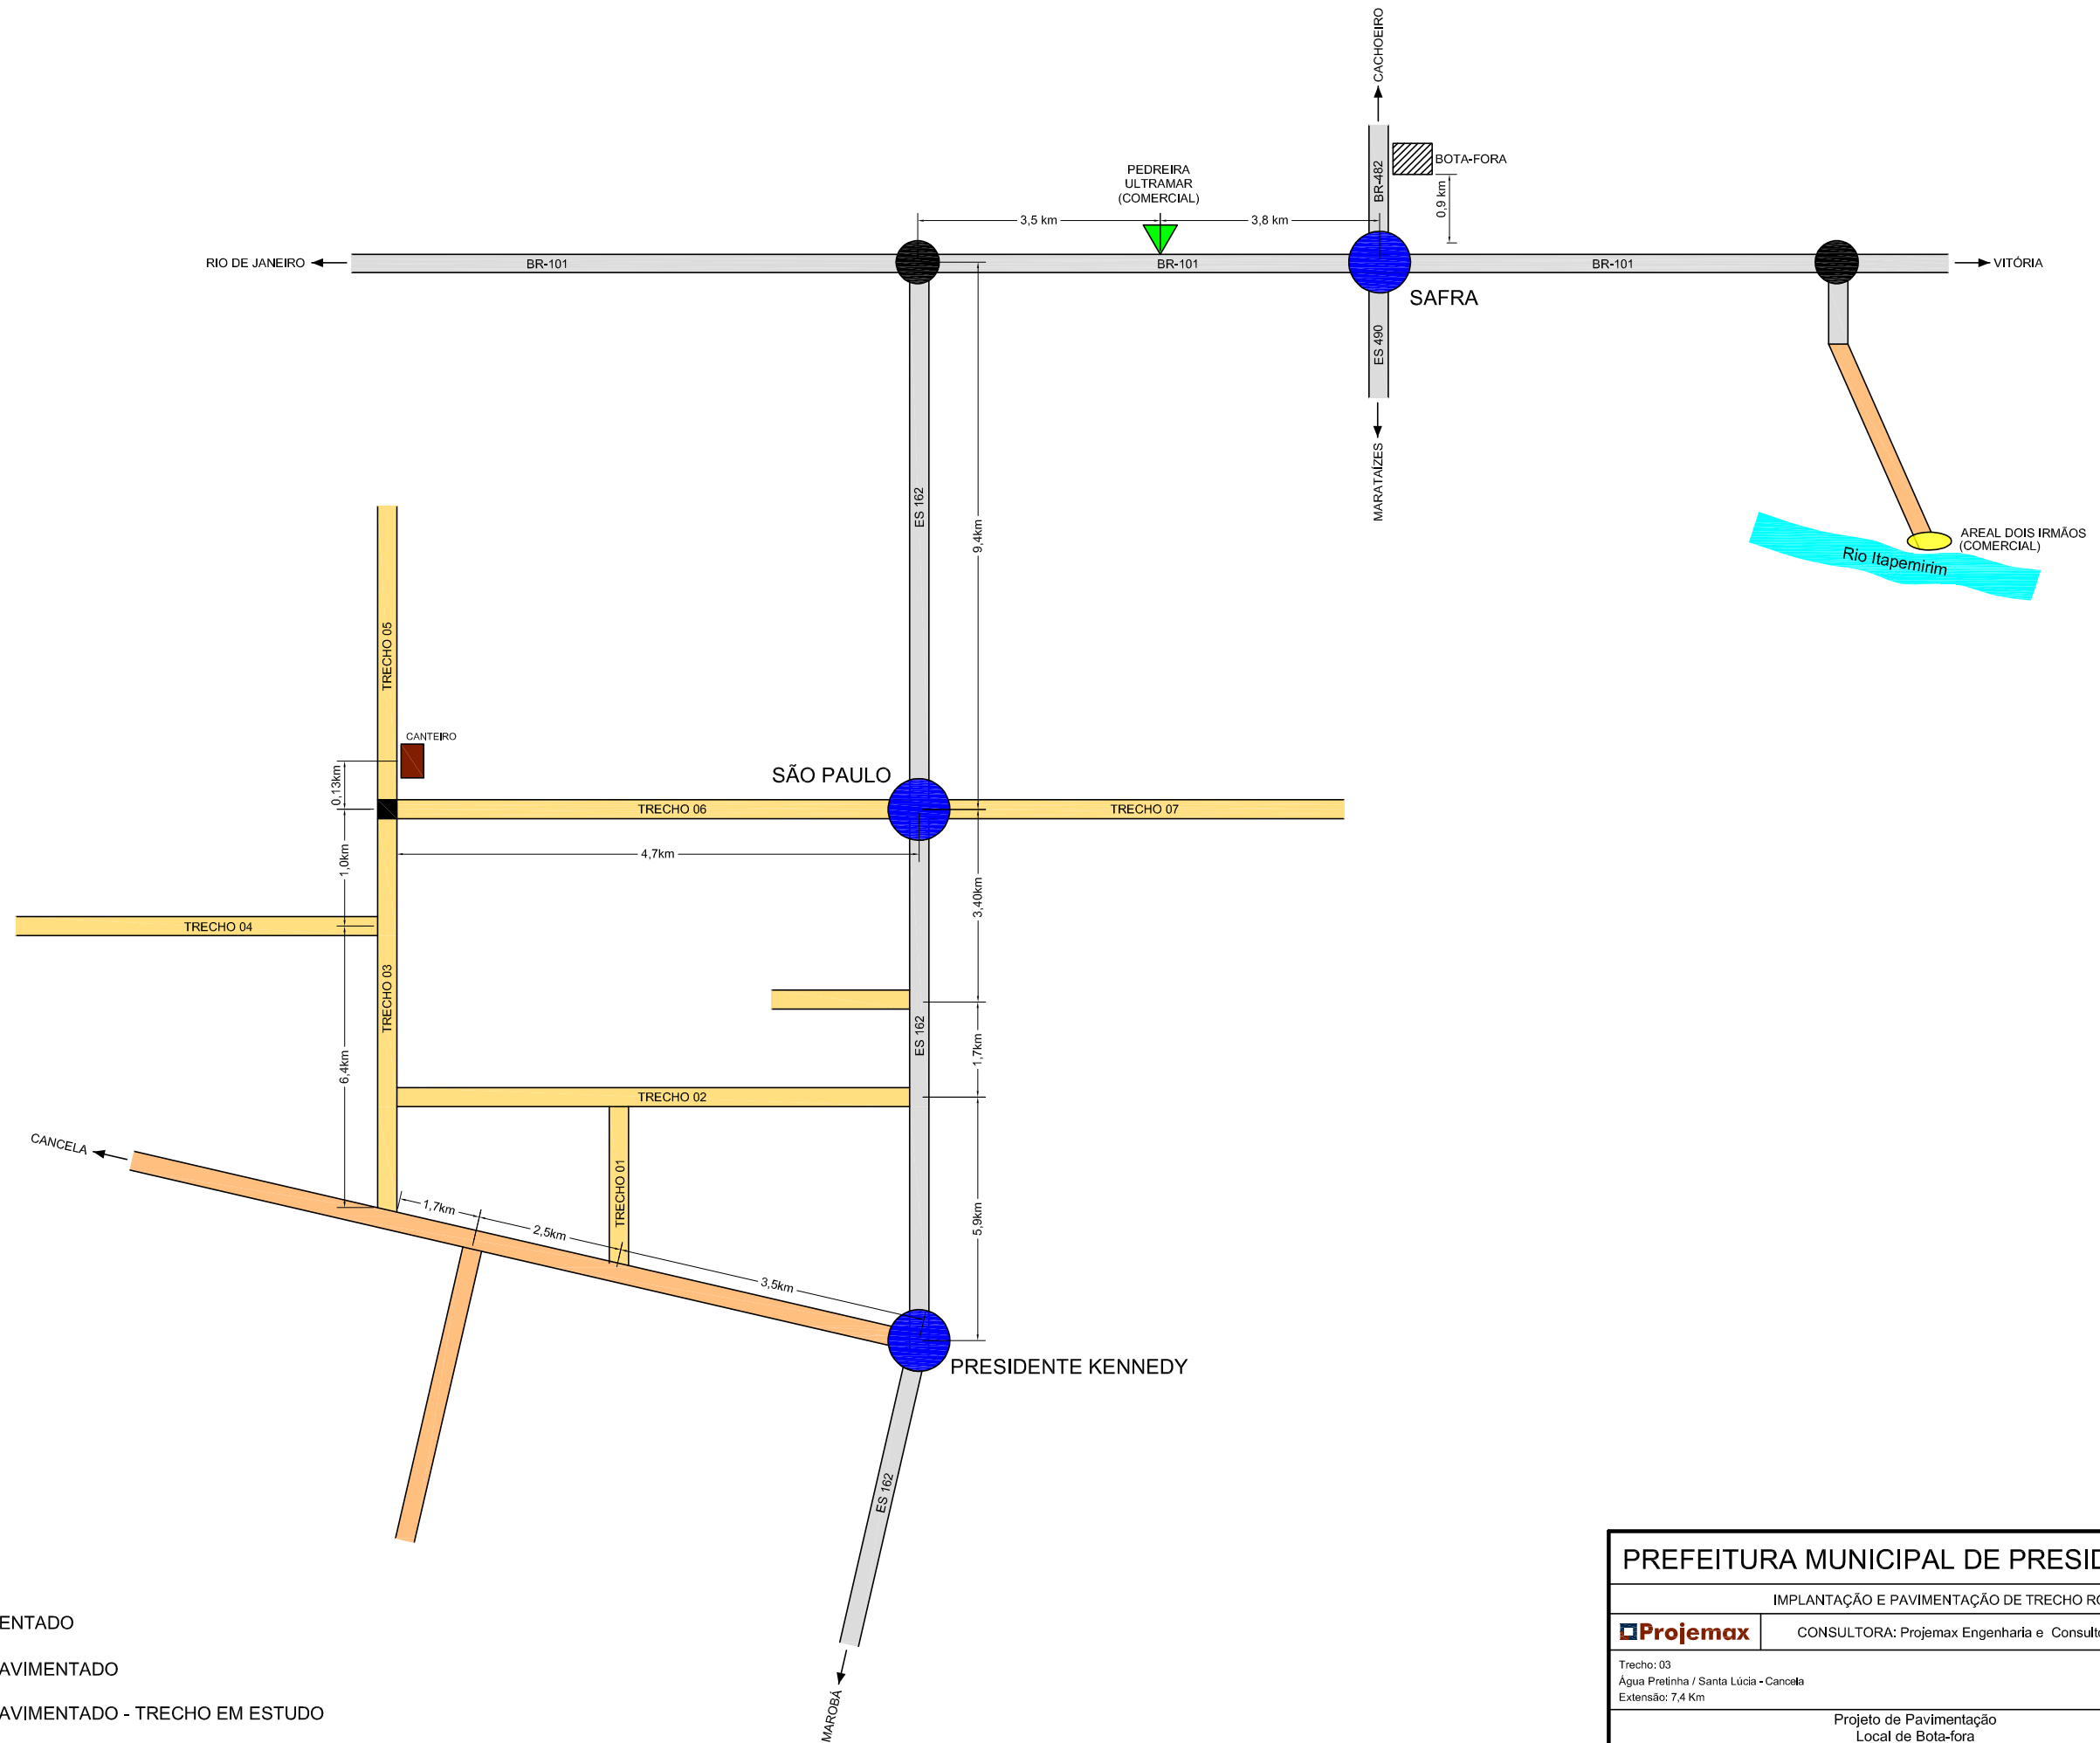 CACHOEIRO
BR-482
BOTA-FORA
0,9 km
PEDREIRA
ULTRAMAR
(COMERCIAL)
3,5 km
3,8 km
RIO DE JANEIRO
BR-101
BR-101
BR-101
VITÓRIA
SAFRA
ES 490
MARATAÍZES
ES 162
9,4km
AREAL DOIS IRMÃOS
(COMERCIAL)
Rio Itapemirim
TRECHO 05
CANTEIRO
0,13km
SÃO PAULO
TRECHO 06
TRECHO 07
4,7km
1,0km
3,40km
TRECHO 04
TRECHO 03
ES 162
1,7km
6,4km
TRECHO 02
CANCELA
TRECHO 01
1,7km
2,5km
3,5km
5,9km
PRESIDENTE KENNEDY
ES 162
MAROBÁ
ENTADO
AVIMENTADO
AVIMENTADO - TRECHO EM ESTUDO
PREFEITURA MUNICIPAL DE PRESID
IMPLANTAÇÃO E PAVIMENTAÇÃO DE TRECHO RO
Projemax
CONSULTORA: Projemax Engenharia e Consulto
Trecho: 03
Água Pretinha / Santa Lúcia - Cancela
Extensão: 7,4 Km
Projeto de Pavimentação
Local de Bota-fora